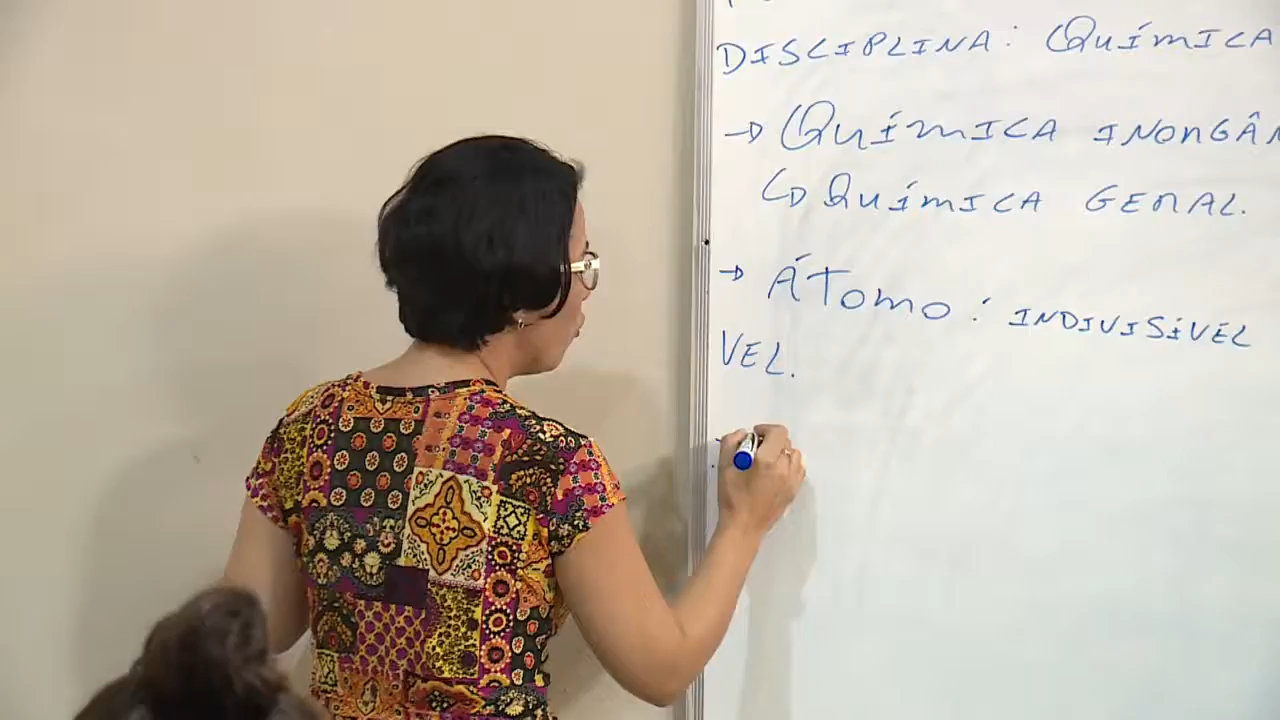 DISCIPLINA: QUÍMICA
→ QUÍMICA INORGÂN
↳ QUÍMICA GERAL.
→ ÁTOMO: INDIVISÍVEL
VEL.